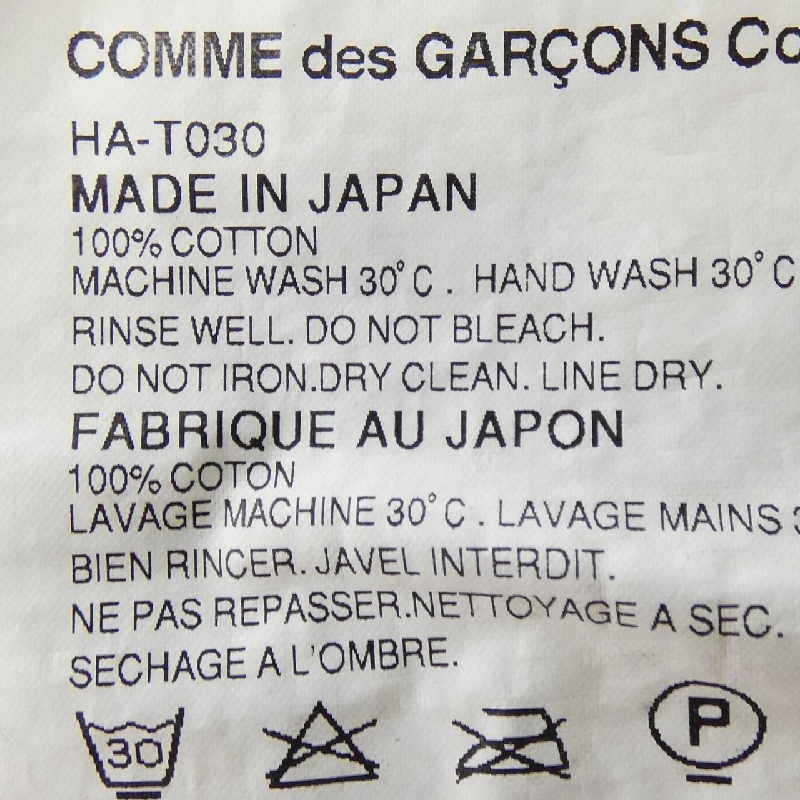 COMME des GARÇONS Co
HA-T030
MADE IN JAPAN
100% COTTON
MACHINE WASH 30°C. HAND WASH 30°C
RINSE WELL. DO NOT BLEACH.
DO NOT IRON.DRY CLEAN. LINE DRY.
FABRIQUE AU JAPON
100% COTON
LAVAGE MACHINE 30°C. LAVAGE MAINS 3
BIEN RINCER. JAVEL INTERDIT.
NE PAS REPASSER.NETTOYAGE A SEC.
SECHAGE A L'OMBRE.
30 P